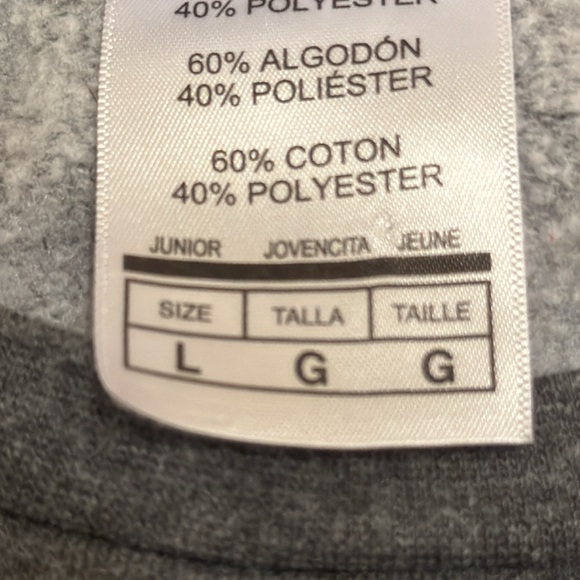 40% POLYESTER
60% ALGODÓN
40% POLIÉSTER
60% COTON
40% POLYESTER
JUNIOR JOVENCITA JEUNE
SIZE TALLA TAILLE
L G G